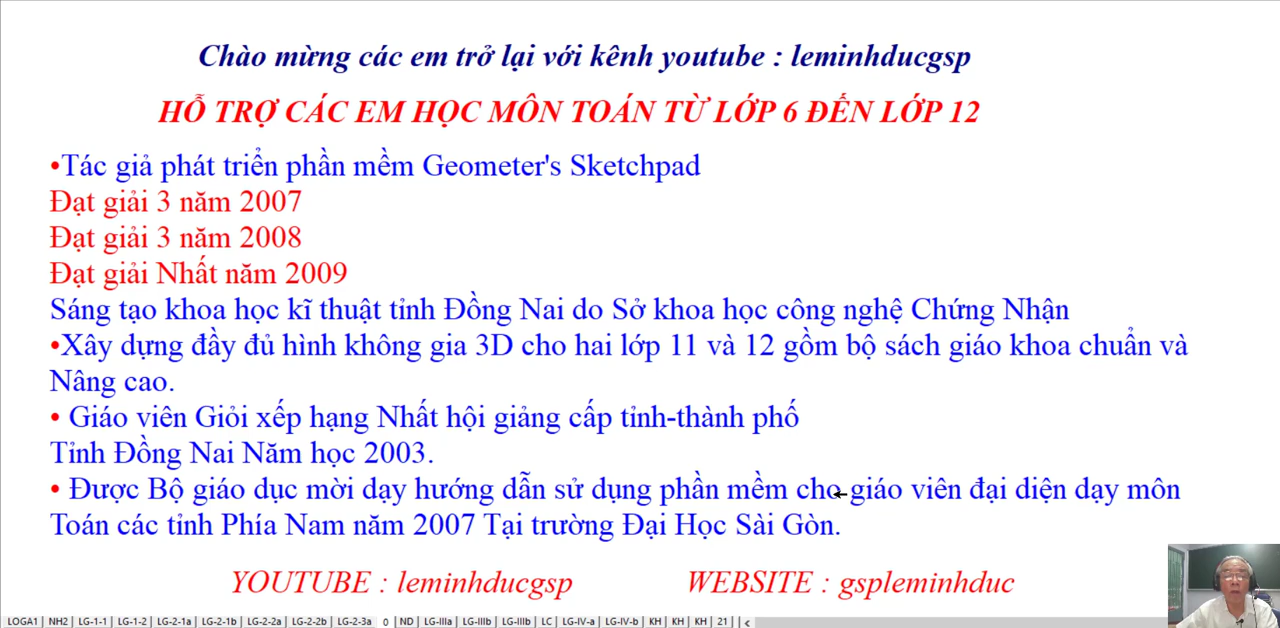 Chào mừng các em trở lại với kênh youtube : leminhducgsp
HỖ TRỢ CÁC EM HỌC MÔN TOÁN TỪ LỚP 6 ĐẾN LỚP 12
•Tác giả phát triển phần mềm Geometer's Sketchpad
Đạt giải 3 năm 2007
Đạt giải 3 năm 2008
Đạt giải Nhất năm 2009
Sáng tạo khoa học kĩ thuật tỉnh Đồng Nai do Sở khoa học công nghệ Chứng Nhận
•Xây dựng đầy đủ hình không gia 3D cho hai lớp 11 và 12 gồm bộ sách giáo khoa chuẩn và
Nâng cao.
• Giáo viên Giỏi xếp hạng Nhất hội giảng cấp tỉnh-thành phố
Tỉnh Đồng Nai Năm học 2003.
• Được Bộ giáo dục mời dạy hướng dẫn sử dụng phần mềm cho giáo viên đại diện dạy môn
Toán các tỉnh Phía Nam năm 2007 Tại trường Đại Học Sài Gòn.
YOUTUBE : leminhducgsp WEBSITE : gspleminhduc
LOGA1 | NH2 | LG-1-1 | LG-1-2 | LG-2-1a | LG-2-1b | LG-2-2a | LG-2-2b | LG-2-3a | 0 | ND | LG-IIIa | LG-IIIb | LG-IIIb | LC | LG-IV-a | LG-IV-b | KH | KH | KH | 21 |